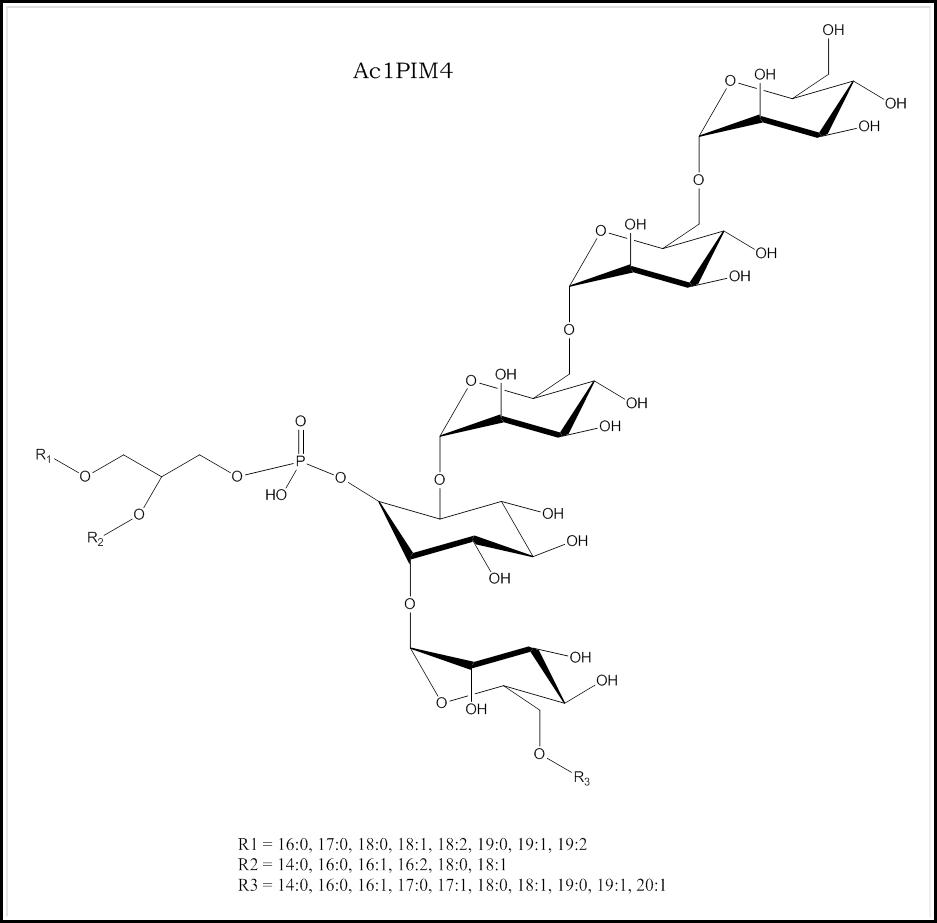 Ac1PIM4
OH
O
OH
OH
OH
O
O
OH
OH
OH
O
O
OH
OH
OH
O
R1
O
O
P
O
O
HO
O
R2
OH
OH
OH
O
OH
OH
O
OH
O
R3
R1 = 16:0, 17:0, 18:0, 18:1, 18:2, 19:0, 19:1, 19:2
R2 = 14:0, 16:0, 16:1, 16:2, 18:0, 18:1
R3 = 14:0, 16:0, 16:1, 17:0, 17:1, 18:0, 18:1, 19:0, 19:1, 20:1